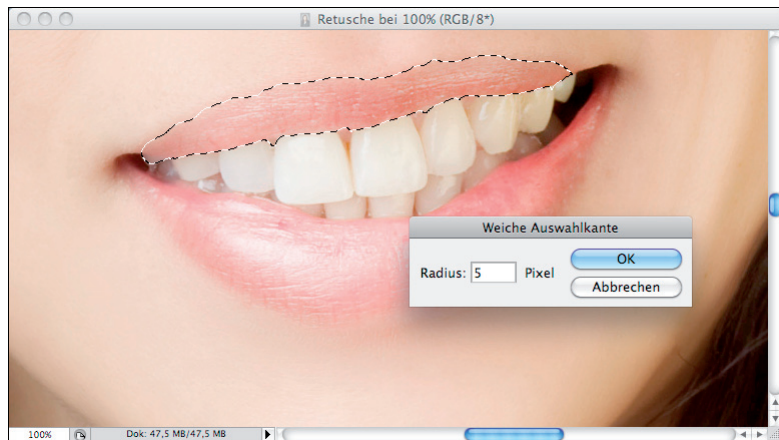 Retusche bei 100% (RGB/8*)
Weiche Auswahlkante
Radius: 5 Pixel
OK
Abbrechen
100%
Dok: 47,5 MB/47,5 MB